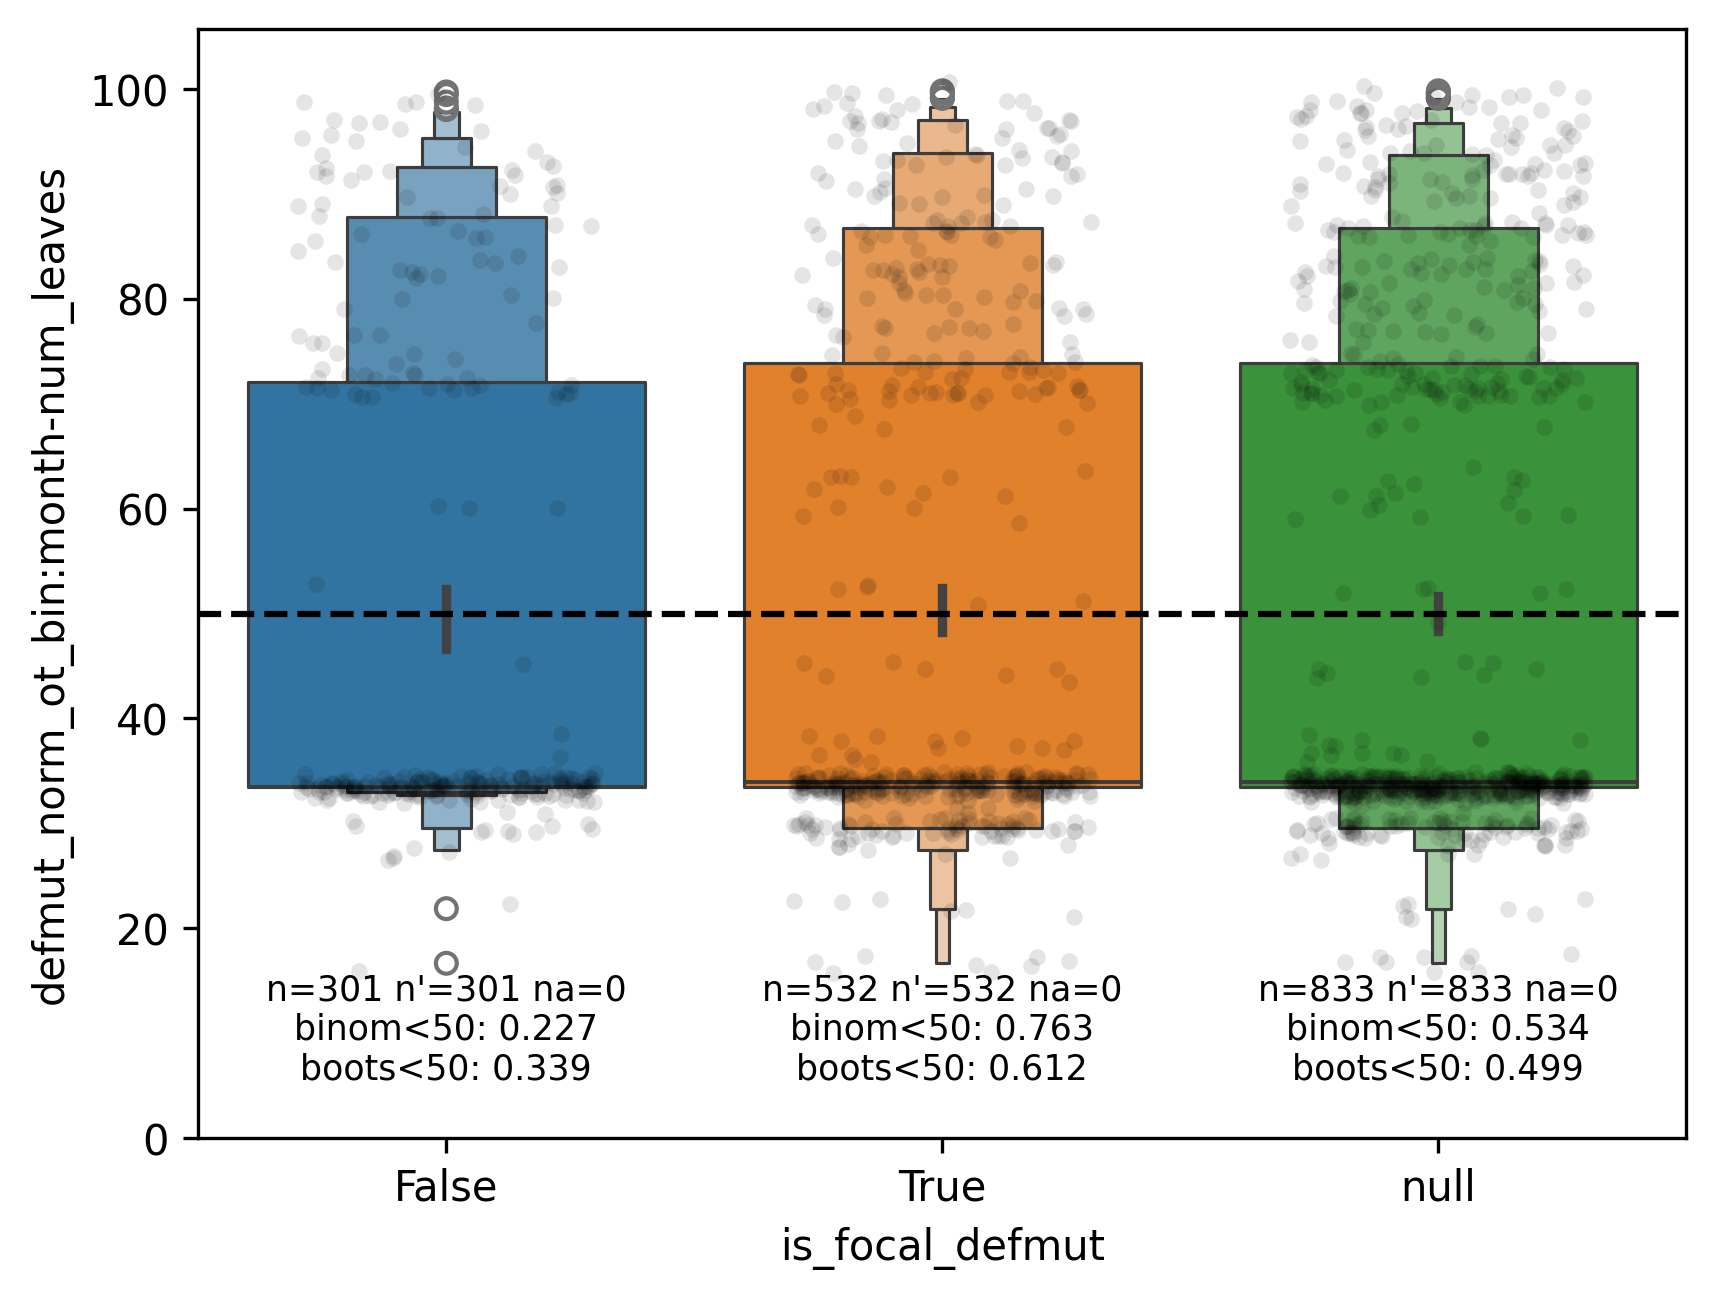 defmut_norm_ot_bin:month-num_leaves
100
80
60
40
20
0
n=301 n'=301 na=0
binom<50: 0.227
boots<50: 0.339
n=532 n'=532 na=0
binom<50: 0.763
boots<50: 0.612
n=833 n'=833 na=0
binom<50: 0.534
boots<50: 0.499
False
True
null
is_focal_defmut